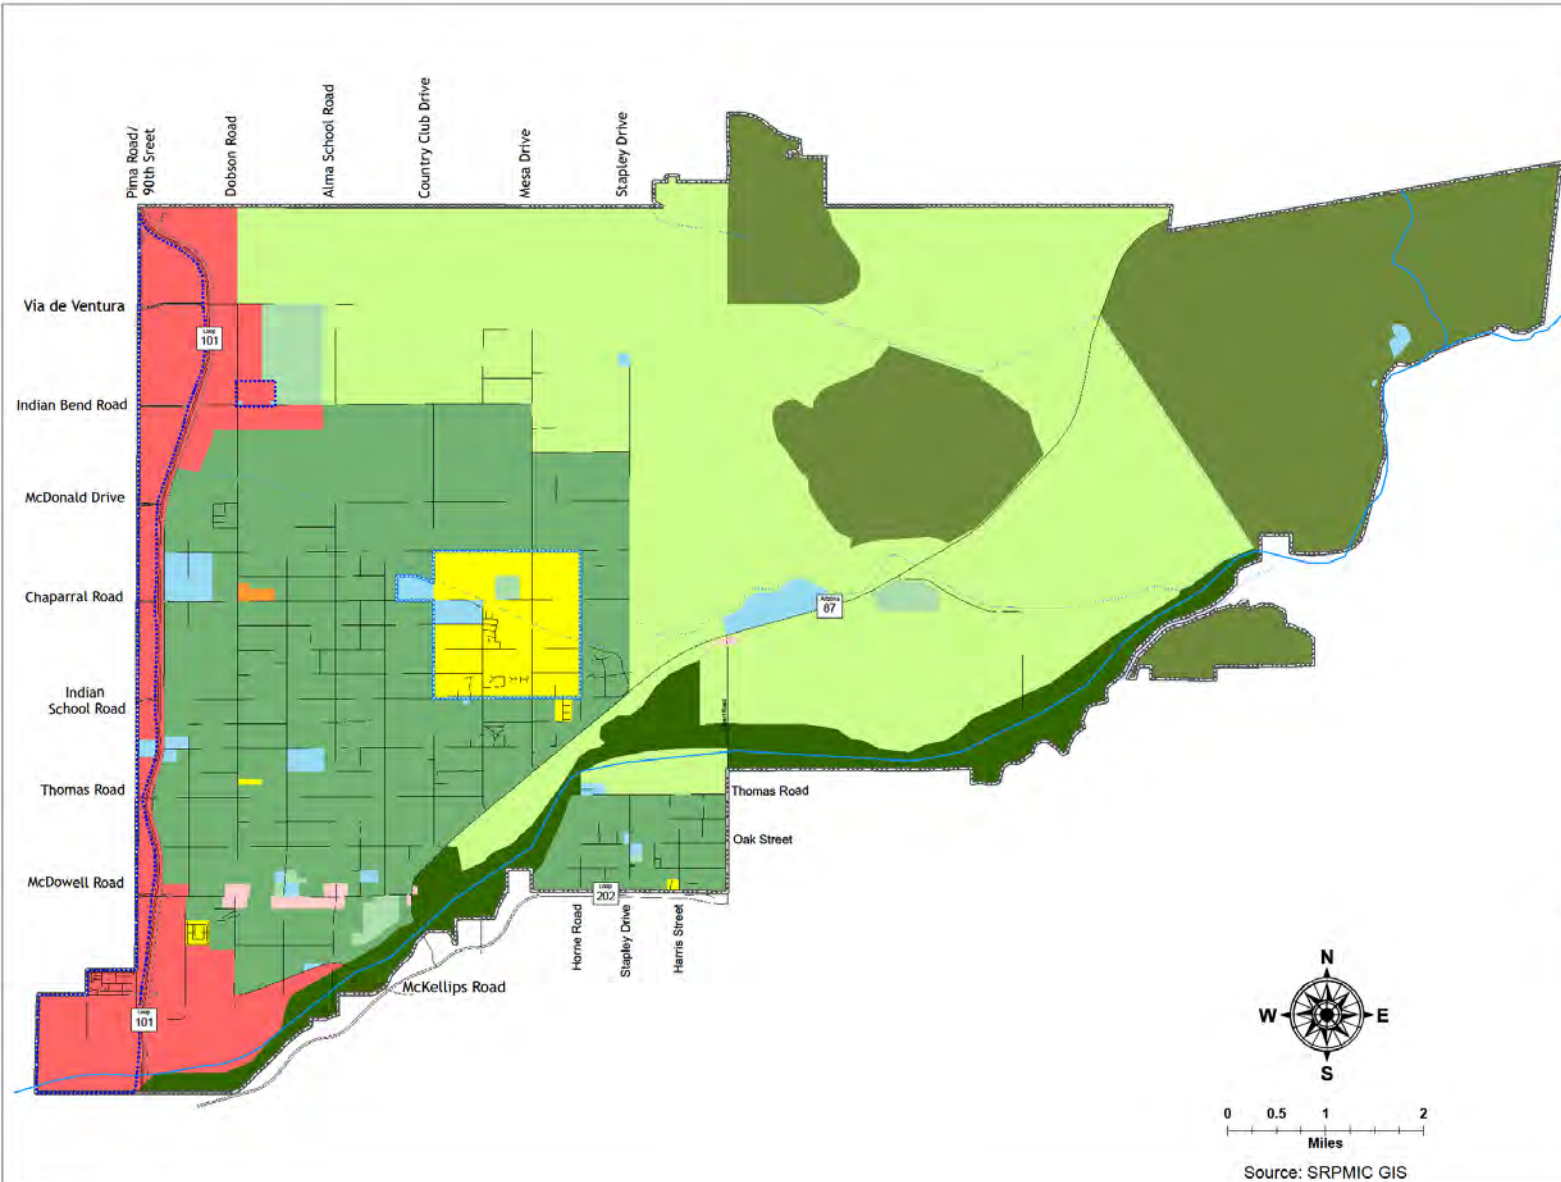 Pima Road/
90th Sreet
Dobson Road
Alma School Road
Country Club Drive
Mesa Drive
Stapley Drive
Via de Ventura
Loop
101
Indian Bend Road
McDonald Drive
Chaparral Road
Arizona
87
Indian
School Road
Thomas Road
Thomas Road
Oak Street
McDowell Road
Loop
202
Horne Road
Stapley Drive
Harris Street
McKellips Road
Loop
101
N
W
E
S
0 0.5 1 2
Miles
Source: SRPMIC GIS